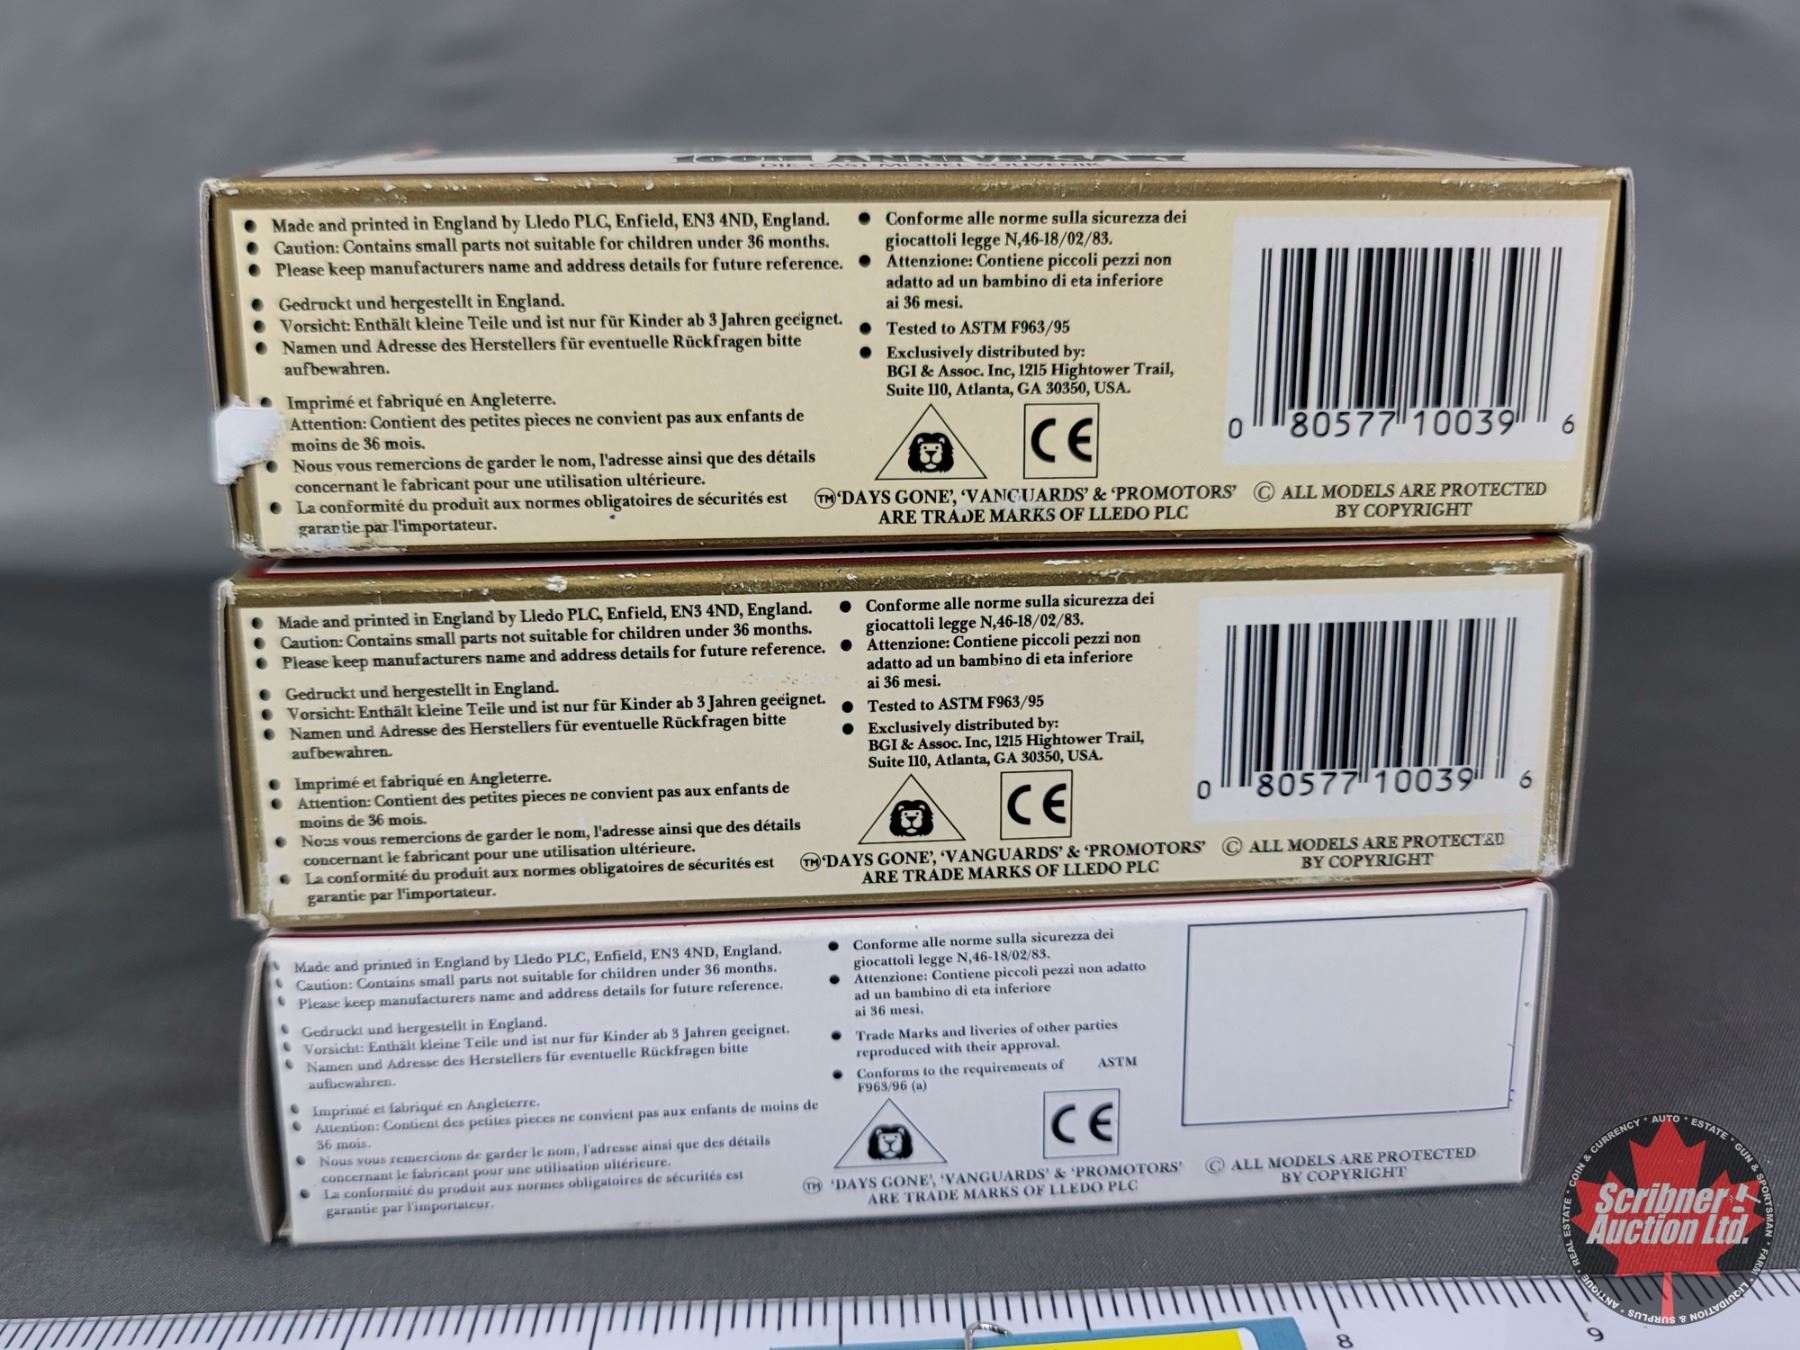 100TH ANNIVERSARY
DIE-CAST MODEL SOUVENIR
Made and printed in England by Lledo PLC, Enfield, EN3 4ND, England.
Caution: Contains small parts not suitable for children under 36 months.
Please keep manufacturers name and address details for future reference.
Gedruckt und hergestellt in England.
Vorsicht: Enthält kleine Teile und ist nur für Kinder ab 3 Jahren geeignet.
Namen und Adresse des Herstellers für eventuelle Rückfragen bitte
aufbewahren.
Imprimé et fabriqué en Angleterre.
Attention: Contient des petites pieces ne convient pas aux enfants de
moins de 36 mois.
Nous vous remercions de garder le nom, l'adresse ainsi que des détails
concernant le fabricant pour une utilisation ultérieure.
La conformité du produit aux normes obligatoires de sécurités est
garantie par l'importateur.
Conforme alle norme sulla sicurezza dei
giocattoli legge N,46-18/02/83.
Attenzione: Contiene piccoli pezzi non
adatto ad un bambino di eta inferiore
ai 36 mesi.
Tested to ASTM F963/95
Exclusively distributed by:
BGI & Assoc. Inc, 1215 Hightower Trail,
Suite 110, Atlanta, GA 30350, USA.
CE
TM 'DAYS GONE', 'VANGUARDS' & 'PROMOTORS'
ARE TRADE MARKS OF LLEDO PLC
0 80577 10039 6
© ALL MODELS ARE PROTECTED
BY COPYRIGHT
Made and printed in England by Lledo PLC, Enfield, EN3 4ND, England.
Caution: Contains small parts not suitable for children under 36 months.
Please keep manufacturers name and address details for future reference.
Gedruckt und hergestellt in England.
Vorsicht: Enthält kleine Teile und ist nur für Kinder ab 3 Jahren geeignet.
Namen und Adresse des Herstellers für eventuelle Rückfragen bitte
aufbewahren.
Imprimé et fabriqué en Angleterre.
Attention: Contient des petites pieces ne convient pas aux enfants de
moins de 36 mois.
Nous vous remercions de garder le nom, l'adresse ainsi que des détails
concernant le fabricant pour une utilisation ultérieure.
La conformité du produit aux normes obligatoires de sécurités est
garantie par l'importateur.
Conforme alle norme sulla sicurezza dei
giocattoli legge N,46-18/02/83.
Attenzione: Contiene piccoli pezzi non
adatto ad un bambino di eta inferiore
ai 36 mesi.
Tested to ASTM F963/95
Exclusively distributed by:
BGI & Assoc. Inc, 1215 Hightower Trail,
Suite 110, Atlanta, GA 30350, USA.
CE
TM 'DAYS GONE', 'VANGUARDS' & 'PROMOTORS'
ARE TRADE MARKS OF LLEDO PLC
0 80577 10039 6
© ALL MODELS ARE PROTECTED
BY COPYRIGHT
Made and printed in England by Lledo PLC, Enfield, EN3 4ND, England.
Caution: Contains small parts not suitable for children under 36 months.
Please keep manufacturers name and address details for future reference.
Gedruckt und hergestellt in England.
Vorsicht: Enthält kleine Teile und ist nur für Kinder ab 3 Jahren geeignet.
Namen und Adresse des Herstellers für eventuelle Rückfragen bitte
aufbewahren.
Imprimé et fabriqué en Angleterre.
Attention: Contient des petites pieces ne convient pas aux enfants de moins de
36 mois.
Nous vous remercions de garder le nom, l'adresse ainsi que des détails
concernant le fabricant pour une utilisation ultérieure.
La conformité du produit aux normes obligatoires de sécurités est
garantie par l'importateur.
Conforme alle norme sulla sicurezza dei
giocattoli legge N,46-18/02/83.
Attenzione: Contiene piccoli pezzi non adatto
ad un bambino di eta inferiore
ai 36 mesi.
Trade Marks and liveries of other parties
reproduced with their approval.
Conforms to the requirements of ASTM
F963/96 (a)
CE
TM 'DAYS GONE', 'VANGUARDS' & 'PROMOTORS'
ARE TRADE MARKS OF LLEDO PLC
© ALL MODELS ARE PROTECTED
BY COPYRIGHT
8 9
Scribner
Auction Ltd.
ANTIQUE * REAL ESTATE * COIN & CURRENCY * AUTO * ESTATE * GUN & SPORTSMAN * FARM * LIQUIDATION & SURPLUS